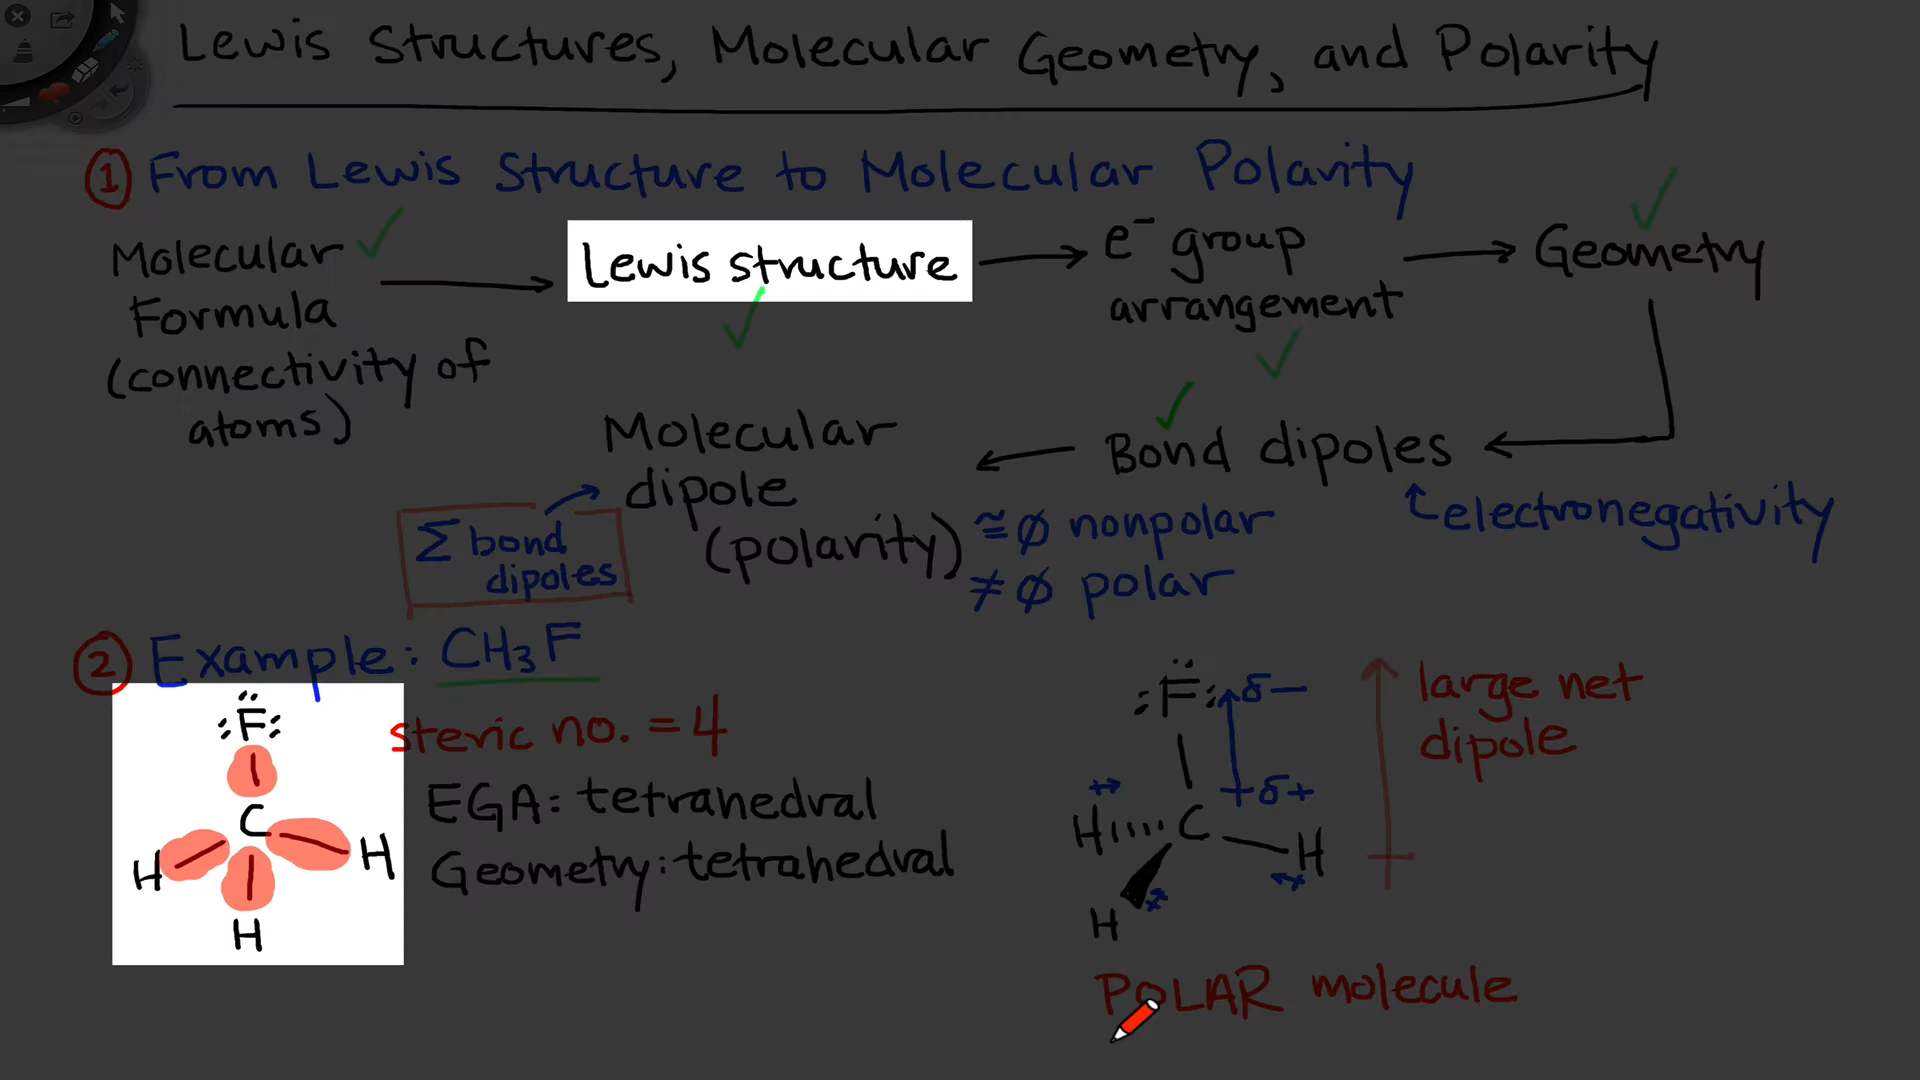 Lewis Structures, Molecular Geometry, and Polarity
① From Lewis Structure to Molecular Polarity
Molecular
Formula
(connectivity of
atoms)
Lewis structure
e⁻ group
arrangement
Geometry
Bond dipoles
electronegativity
Molecular
dipole
(polarity)
≅ ∅ nonpolar
≠ ∅ polar
Σ bond
dipoles
② Example: CH₃F
F
C
H
H
H
steric no. = 4
EGA: tetrahedral
Geometry: tetrahedral
F δ−
δ+
H C H
H
large net
dipole
POLAR molecule